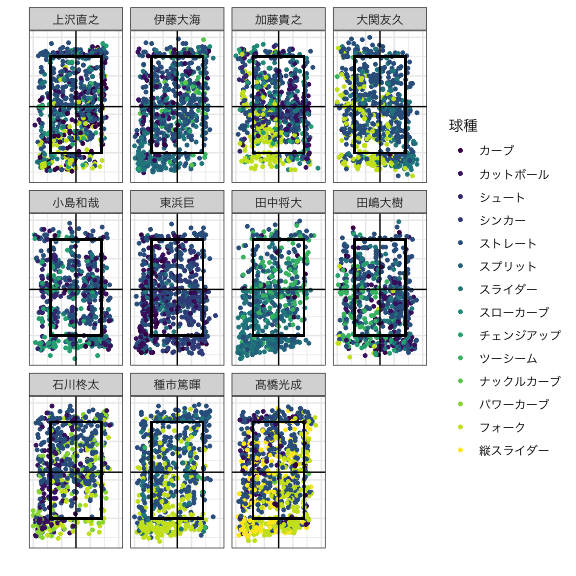 上沢直之
伊藤大海
加藤貴之
大関友久
小島和哉
東浜巨
田中将大
田嶋大樹
石川柊太
種市篤暉
髙橋光成
球種
カーブ
カットボール
シュート
シンカー
ストレート
スプリット
スライダー
スローカーブ
チェンジアップ
ツーシーム
ナックルカーブ
パワーカーブ
フォーク
縦スライダー